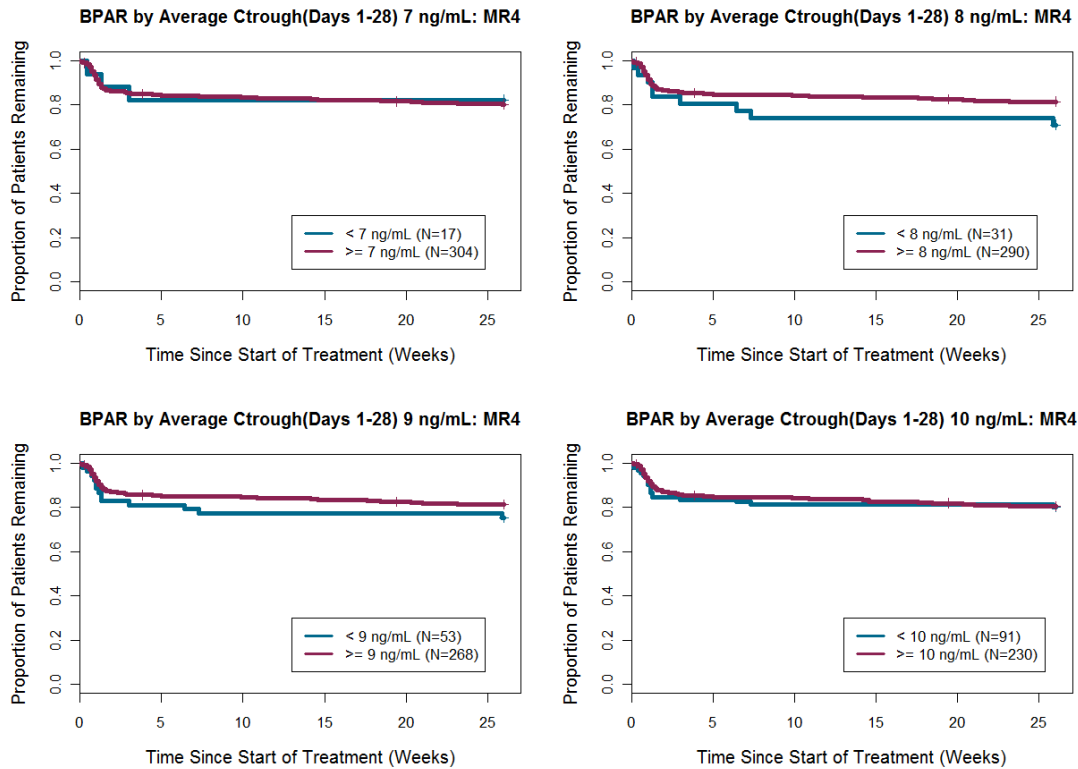 BPAR by Average Ctrough(Days 1-28) 7 ng/mL: MR4
Proportion of Patients Remaining
1.0
0.8
0.6
0.4
0.2
0.0
< 7 ng/mL (N=17)
>= 7 ng/mL (N=304)
0 5 10 15 20 25
Time Since Start of Treatment (Weeks)
BPAR by Average Ctrough(Days 1-28) 8 ng/mL: MR4
Proportion of Patients Remaining
1.0
0.8
0.6
0.4
0.2
0.0
< 8 ng/mL (N=31)
>= 8 ng/mL (N=290)
0 5 10 15 20 25
Time Since Start of Treatment (Weeks)
BPAR by Average Ctrough(Days 1-28) 9 ng/mL: MR4
Proportion of Patients Remaining
1.0
0.8
0.6
0.4
0.2
0.0
< 9 ng/mL (N=53)
>= 9 ng/mL (N=268)
0 5 10 15 20 25
Time Since Start of Treatment (Weeks)
BPAR by Average Ctrough(Days 1-28) 10 ng/mL: MR4
Proportion of Patients Remaining
1.0
0.8
0.6
0.4
0.2
0.0
< 10 ng/mL (N=91)
>= 10 ng/mL (N=230)
0 5 10 15 20 25
Time Since Start of Treatment (Weeks)